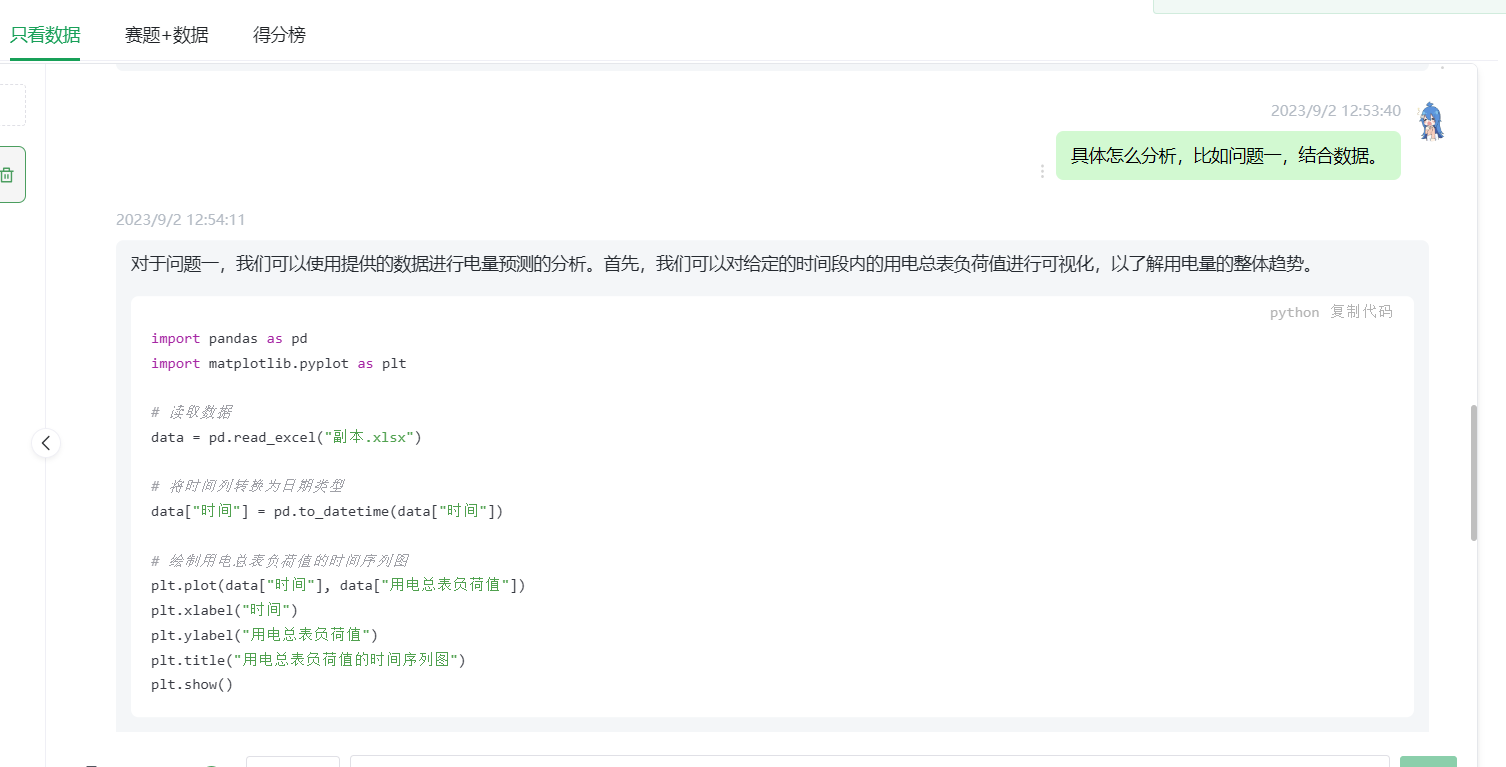 只看数据 赛题+数据 得分榜
2023/9/2 12:53:40
具体怎么分析，比如问题一，结合数据。
2023/9/2 12:54:11
对于问题一，我们可以使用提供的数据进行电量预测的分析。首先，我们可以对给定的时间段内的用电总表负荷值进行可视化，以了解用电量的整体趋势。
python 复制代码
import pandas as pd
import matplotlib.pyplot as plt
# 读取数据
data = pd.read_excel("副本.xlsx")
# 将时间列转换为日期类型
data["时间"] = pd.to_datetime(data["时间"])
# 绘制用电总表负荷值的时间序列图
plt.plot(data["时间"], data["用电总表负荷值"])
plt.xlabel("时间")
plt.ylabel("用电总表负荷值")
plt.title("用电总表负荷值的时间序列图")
plt.show()